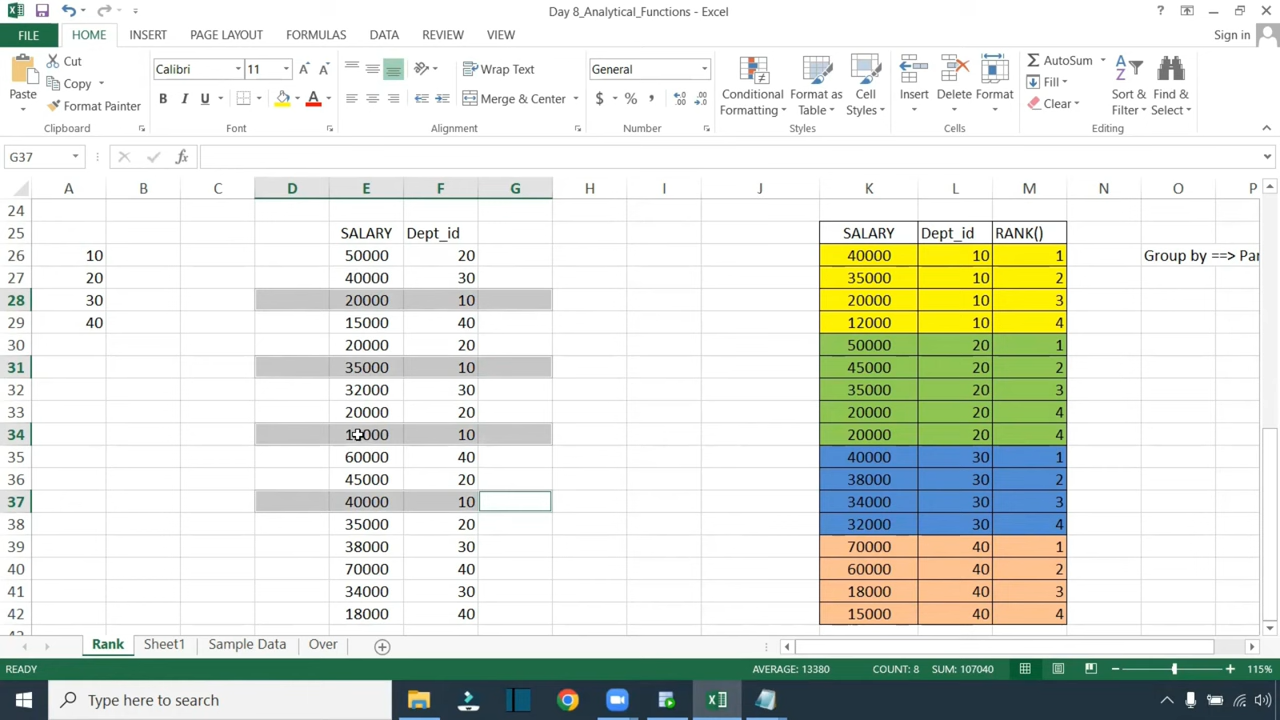 Day 8_Analytical_Functions - Excel
?
FILE HOME INSERT PAGE LAYOUT FORMULAS DATA REVIEW VIEW Sign in
Paste
Cut
Copy
Format Painter
Clipboard
Calibri 11
B I U
Font
Wrap Text
Merge & Center
Alignment
General
$ % ,
Number
Conditional Formatting
Format as Table
Cell Styles
Styles
Insert Delete Format
Cells
AutoSum
Fill
Clear
Sort & Filter
Find & Select
Editing
G37 fx
A B C D E F G H I J K L M N O P
24
25 SALARY Dept_id SALARY Dept_id RANK()
26 10 50000 20 40000 10 1 Group by ==> Par
27 20 40000 30 35000 10 2
28 30 20000 10 20000 10 3
29 40 15000 40 12000 10 4
30 20000 20 50000 20 1
31 35000 10 45000 20 2
32 32000 30 35000 20 3
33 20000 20 20000 20 4
34 10 20000 20 4
35 60000 40 40000 30 1
36 45000 20 38000 30 2
37 40000 10 34000 30 3
38 35000 20 32000 30 4
39 38000 30 70000 40 1
40 70000 40 60000 40 2
41 34000 30 18000 40 3
42 18000 40 15000 40 4
Rank Sheet1 Sample Data Over
READY AVERAGE: 13380 COUNT: 8 SUM: 107040 115%
Type here to search